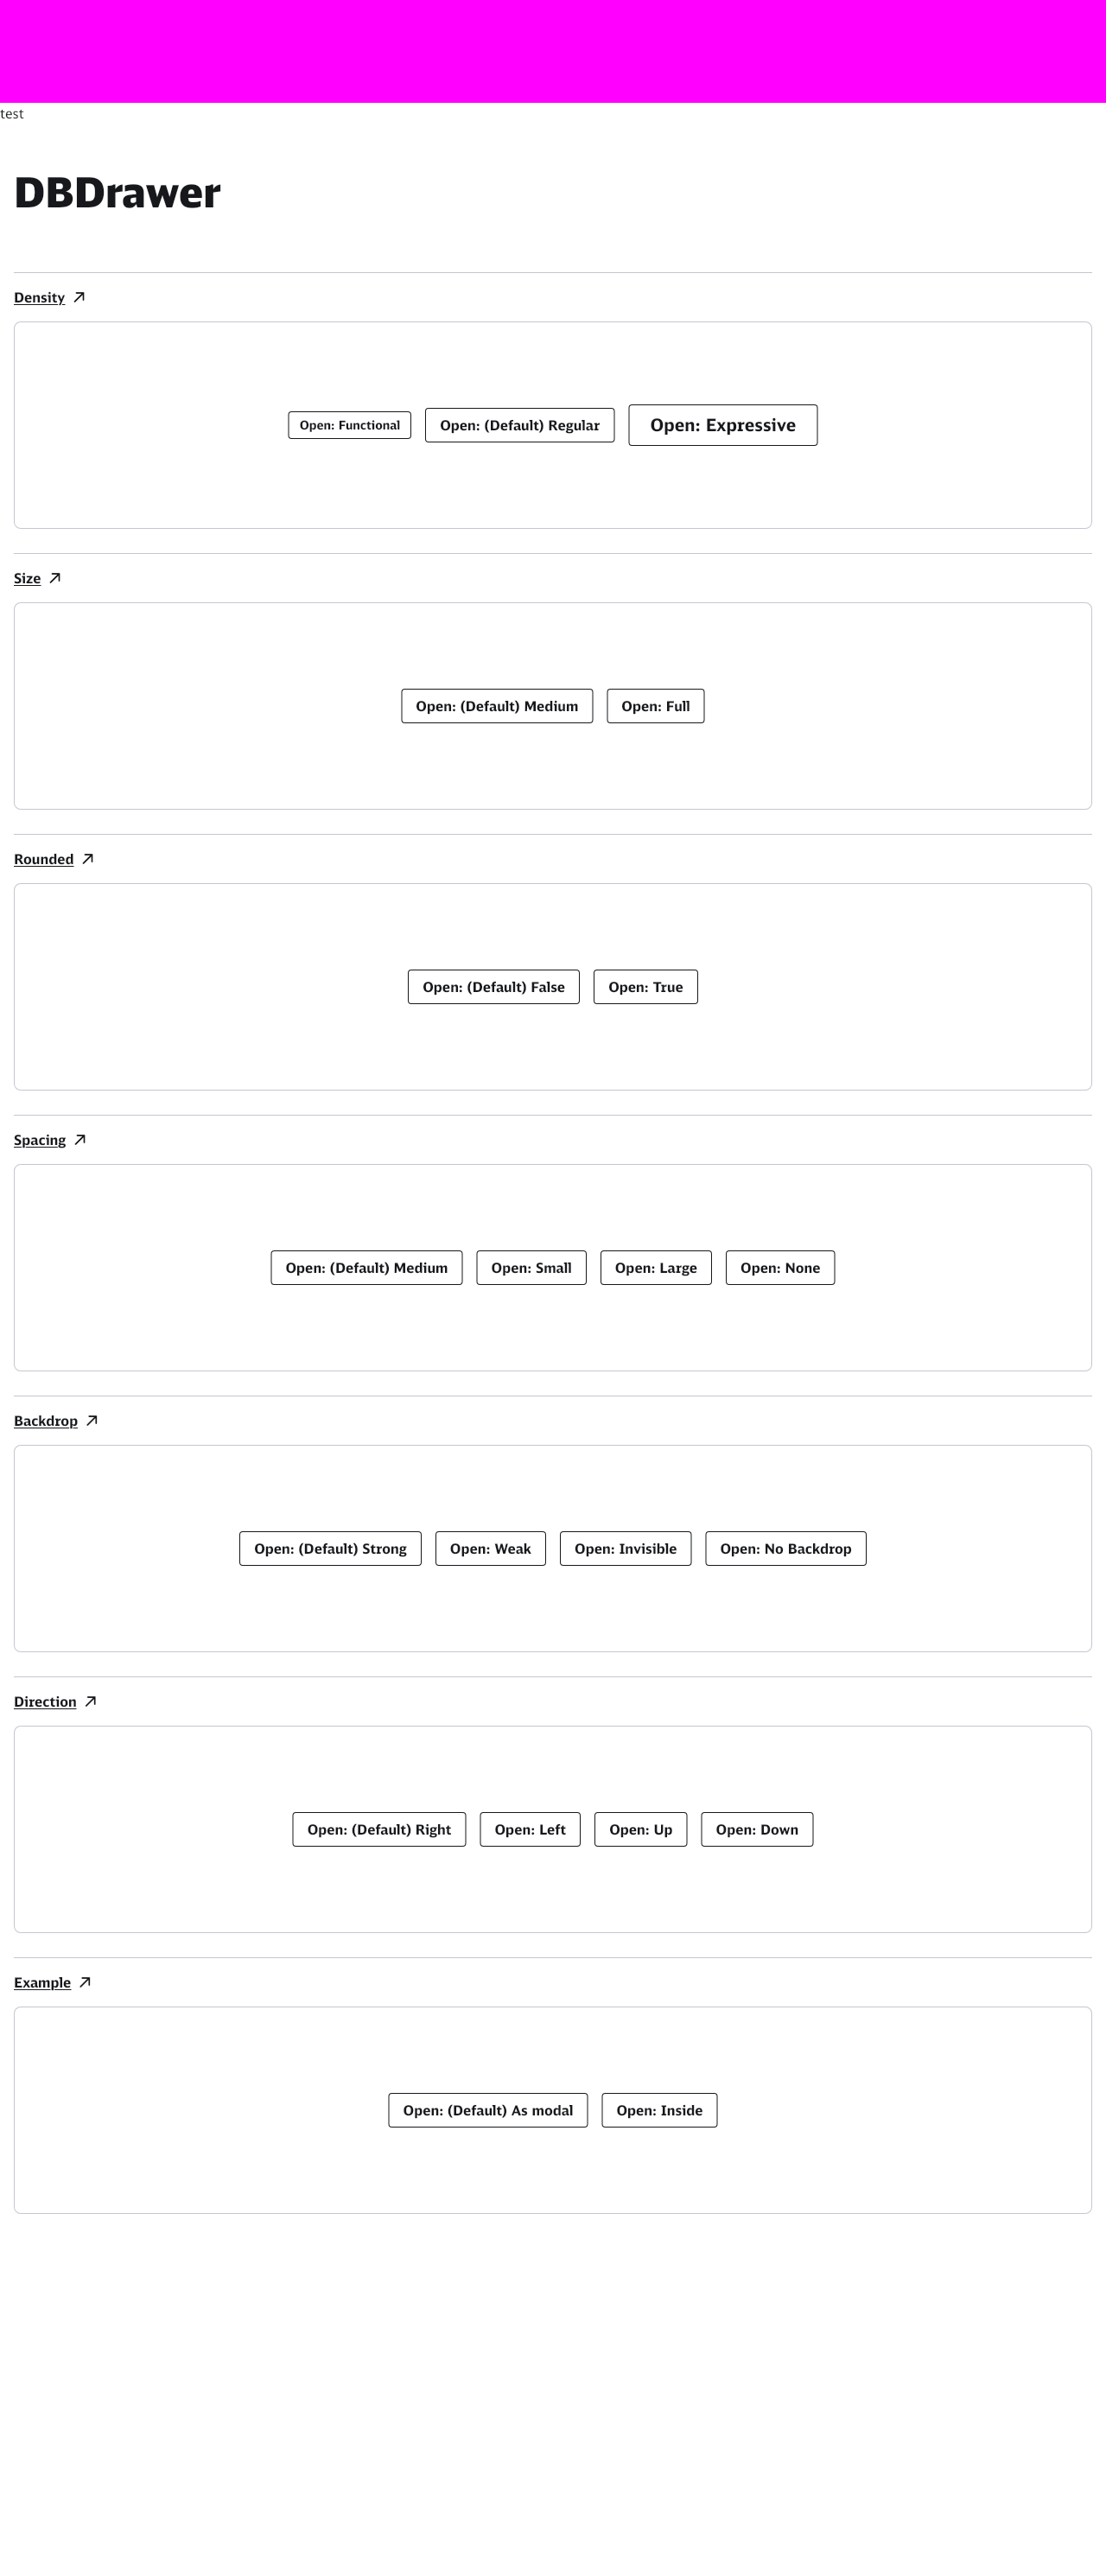 test
DBDrawer
Density
Open: Functional Open: (Default) Regular Open: Expressive
Size
Open: (Default) Medium Open: Full
Rounded
Open: (Default) False Open: True
Spacing
Open: (Default) Medium Open: Small Open: Large Open: None
Backdrop
Open: (Default) Strong Open: Weak Open: Invisible Open: No Backdrop
Direction
Open: (Default) Right Open: Left Open: Up Open: Down
Example
Open: (Default) As modal Open: Inside